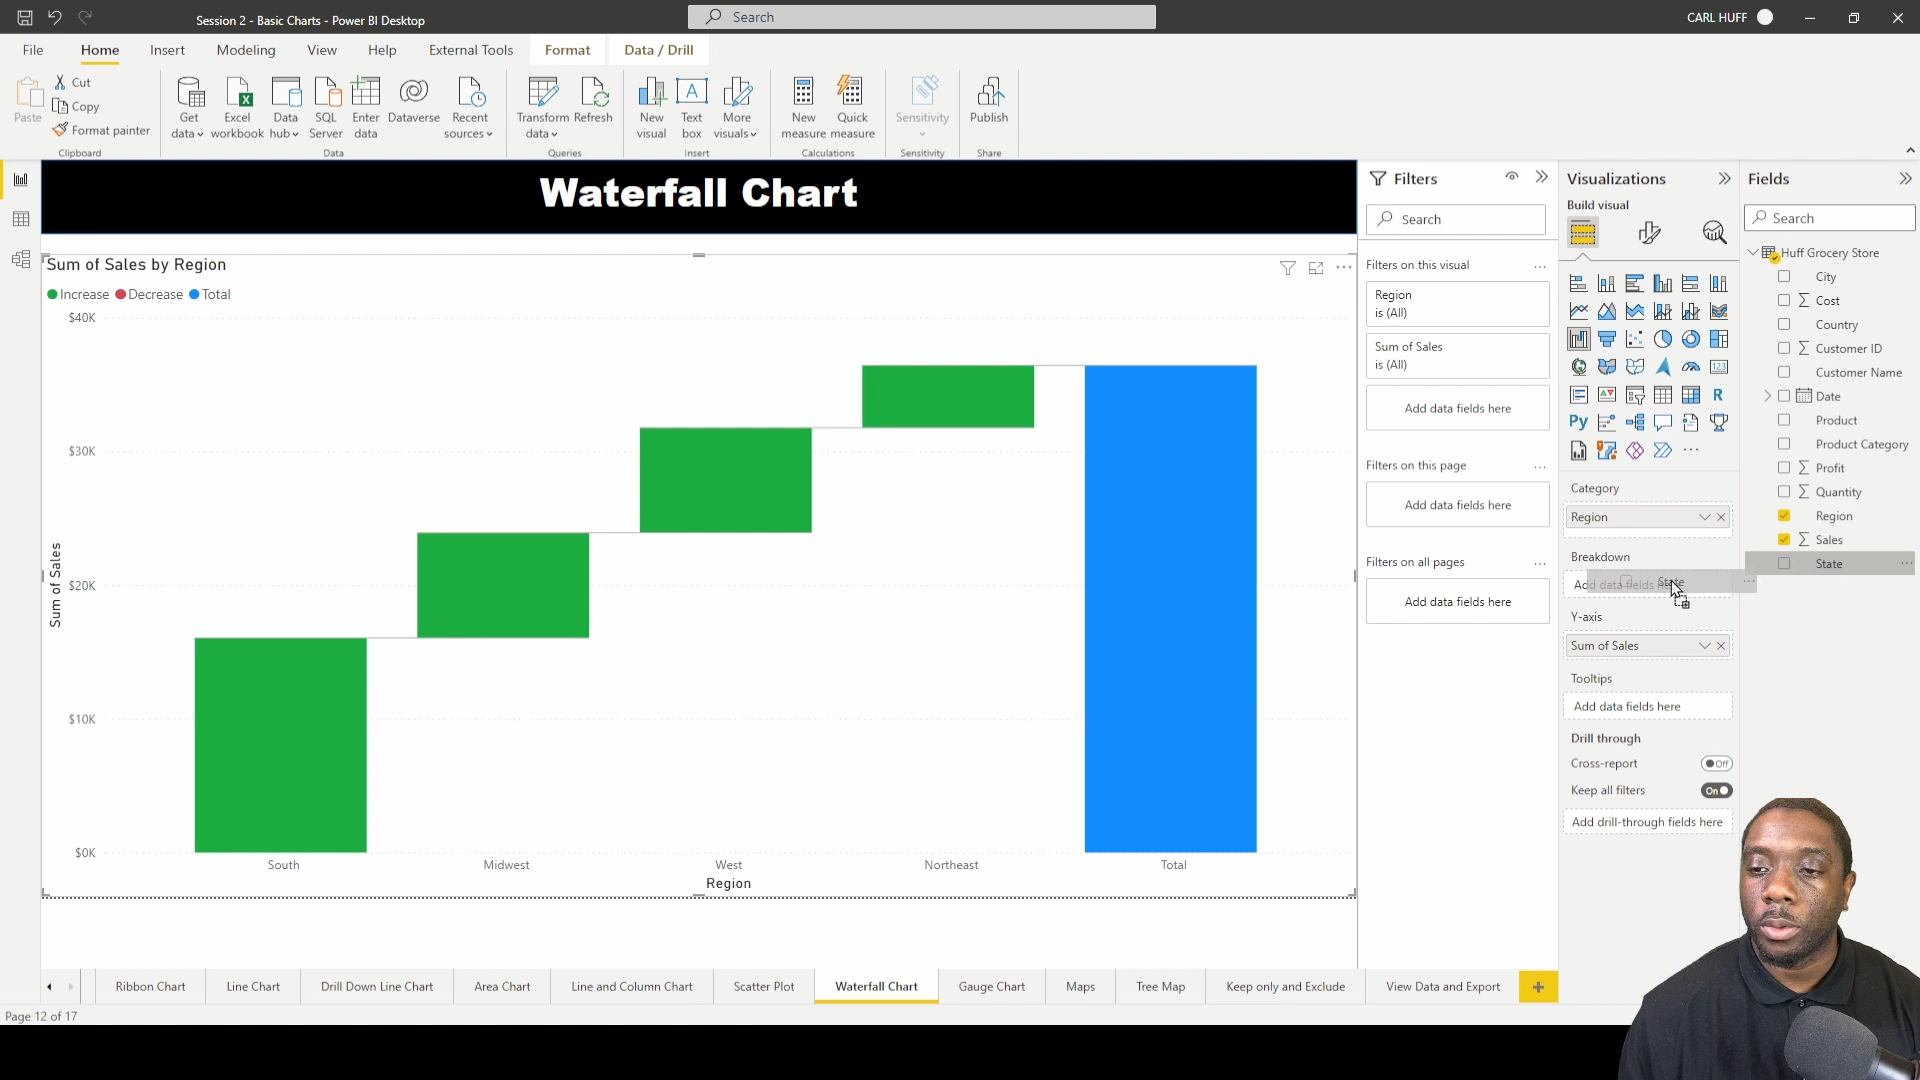 Session 2 - Basic Charts - Power BI Desktop
Search
CARL HUFF
File
Home
Insert
Modeling
View
Help
External Tools
Format
Data / Drill
Paste
Cut
Copy
Format painter
Clipboard
Get data
Excel workbook
Data hub
SQL Server
Enter data
Dataverse
Recent sources
Data
Transform data
Refresh
Queries
New visual
Text box
More visuals
Insert
New measure
Quick measure
Calculations
Sensitivity
Sensitivity
Publish
Share
Waterfall Chart
Sum of Sales by Region
Increase
Decrease
Total
$40K
$30K
$20K
$10K
$0K
Sum of Sales
South
Midwest
West
Northeast
Total
Region
Filters
Search
Filters on this visual
Region
is (All)
Sum of Sales
is (All)
Add data fields here
Filters on this page
Add data fields here
Filters on all pages
Add data fields here
Visualizations
Build visual
123
R
Py
Category
Region
Breakdown
State
Y-axis
Sum of Sales
Tooltips
Add data fields here
Drill through
Cross-report
Off
Keep all filters
On
Add drill-through fields here
Fields
Search
Huff Grocery Store
City
Cost
Country
Customer ID
Customer Name
Date
Product
Product Category
Profit
Quantity
Region
Sales
State
Ribbon Chart
Line Chart
Drill Down Line Chart
Area Chart
Line and Column Chart
Scatter Plot
Waterfall Chart
Gauge Chart
Maps
Tree Map
Keep only and Exclude
View Data and Export
Page 12 of 17